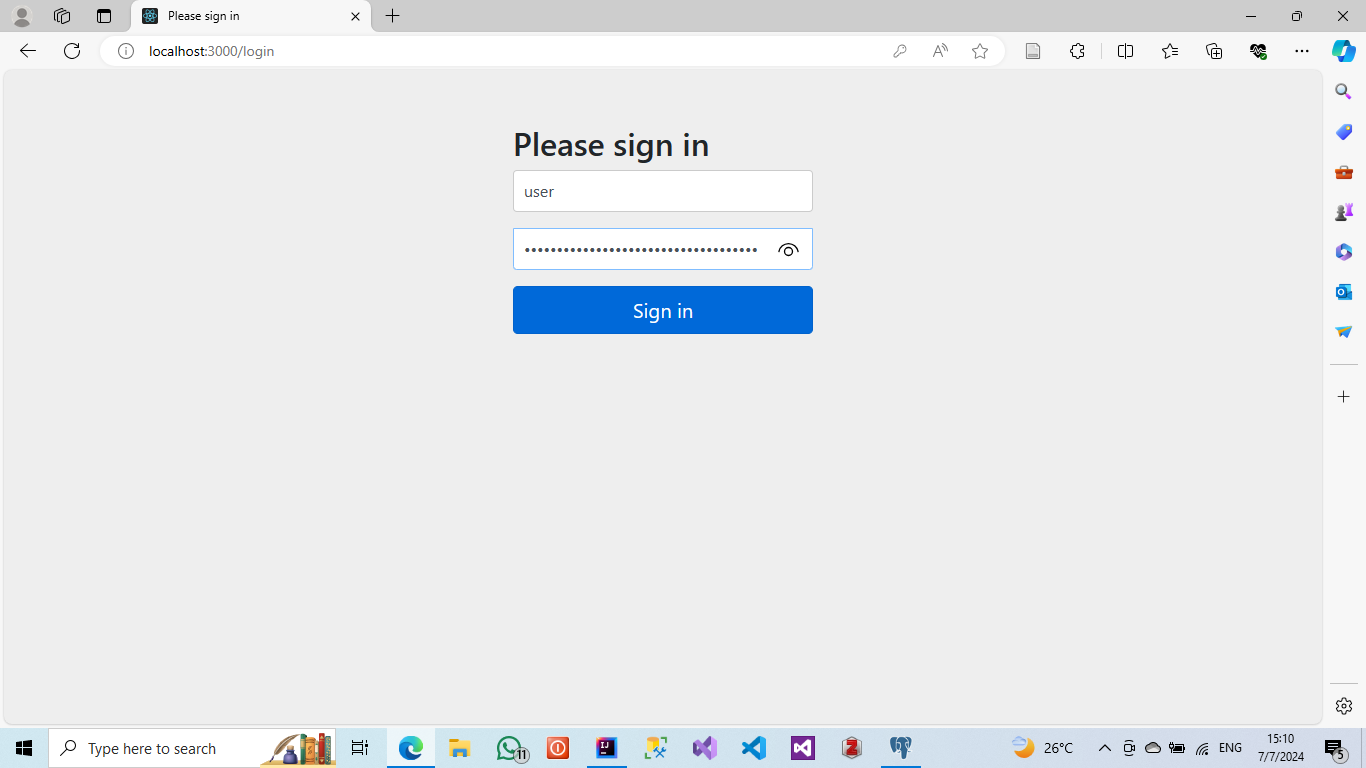 Please sign in
localhost:3000/login
Please sign in
user
Sign in
Type here to search
11
26°C
ENG
15:10
7/7/2024
5